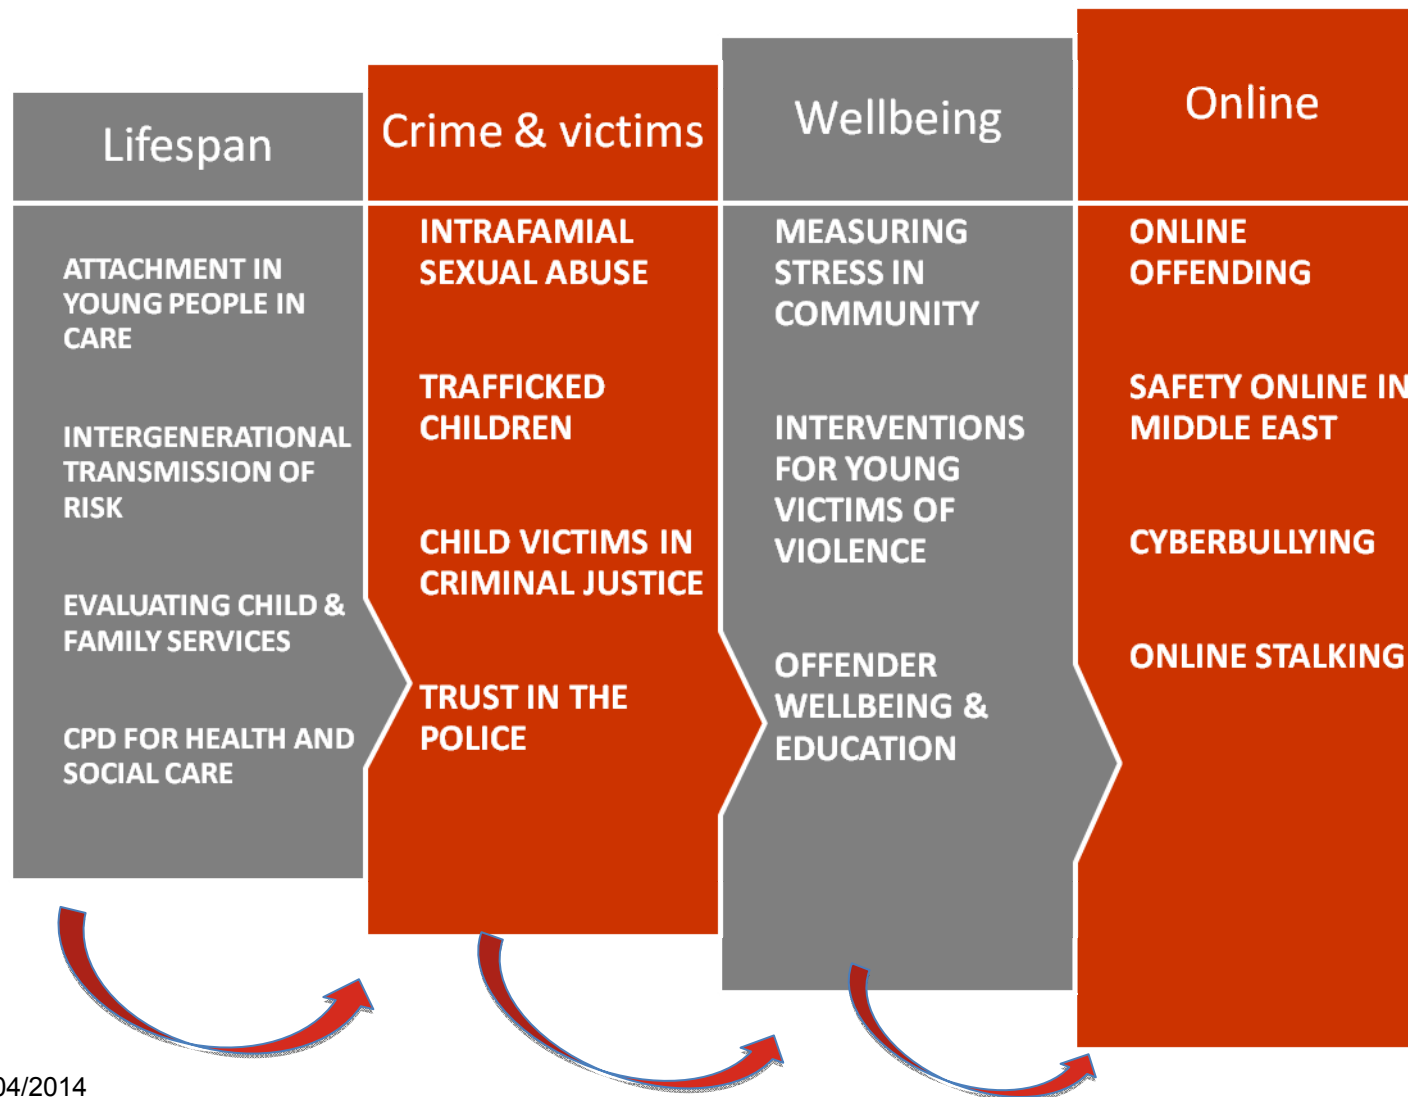 Lifespan
ATTACHMENT IN
YOUNG PEOPLE IN
CARE
INTERGENERATIONAL
TRANSMISSION OF
RISK
EVALUATING CHILD &
FAMILY SERVICES
CPD FOR HEALTH AND
SOCIAL CARE
Crime & victims
INTRAFAMIAL
SEXUAL ABUSE
TRAFFICKED
CHILDREN
CHILD VICTIMS IN
CRIMINAL JUSTICE
TRUST IN THE
POLICE
Wellbeing
MEASURING
STRESS IN
COMMUNITY
INTERVENTIONS
FOR YOUNG
VICTIMS OF
VIOLENCE
OFFENDER
WELLBEING &
EDUCATION
Online
ONLINE
OFFENDING
SAFETY ONLINE IN
MIDDLE EAST
CYBERBULLYING
ONLINE STALKING
04/2014